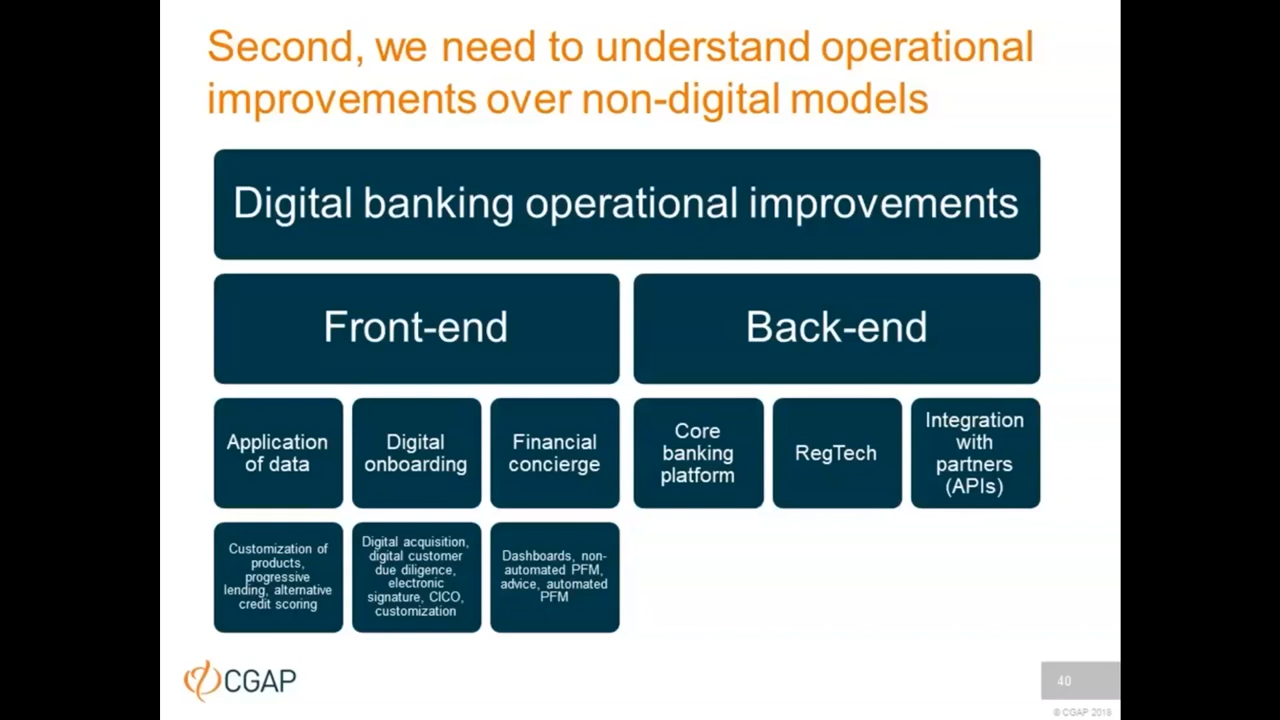 Second, we need to understand operational
improvements over non-digital models
Digital banking operational improvements
Front-end
Back-end
Application
of data
Digital
onboarding
Financial
concierge
Core
banking
platform
RegTech
Integration
with
partners
(APIs)
Customization of
products,
progressive
lending, alternative
credit scoring
Digital acquisition,
digital customer
due diligence,
electronic
signature, CICO,
customization
Dashboards, non-
automated PFM,
advice, automated
PFM
CGAP
40
© CGAP 2018